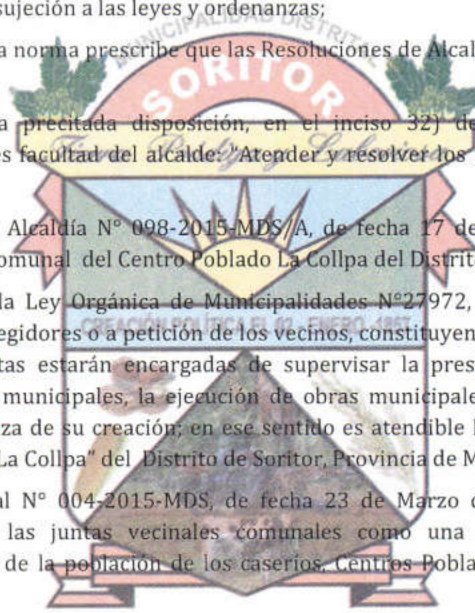 sujeción a las leyes y ordenanzas;
MUNICIPALIDAD DISTRITAL
a norma prescribe que las Resoluciones de Alcal
SORITOR
a precitada disposición, en el inciso 32) de
es facultad del alcalde: "Atender y resolver los
Alcaldía N° 098-2015-MDS/A, de fecha 17 de
omunal del Centro Poblado La Collpa del Distrit
la Ley Orgánica de Municipalidades N°27972,
egidores o a petición de los vecinos, constituyen
CREACIÓN POLÍTICA EL 02 - ENERO -1857
tas estarán encargadas de supervisar la pres
municipales, la ejecución de obras municipale
za de su creación; en ese sentido es atendible l
La Collpa" del Distrito de Soritor, Provincia de M
al N° 004-2015-MDS, de fecha 23 de Marzo d
las juntas vecinales comunales como una
de la población de los caseríos, Centros Pobla